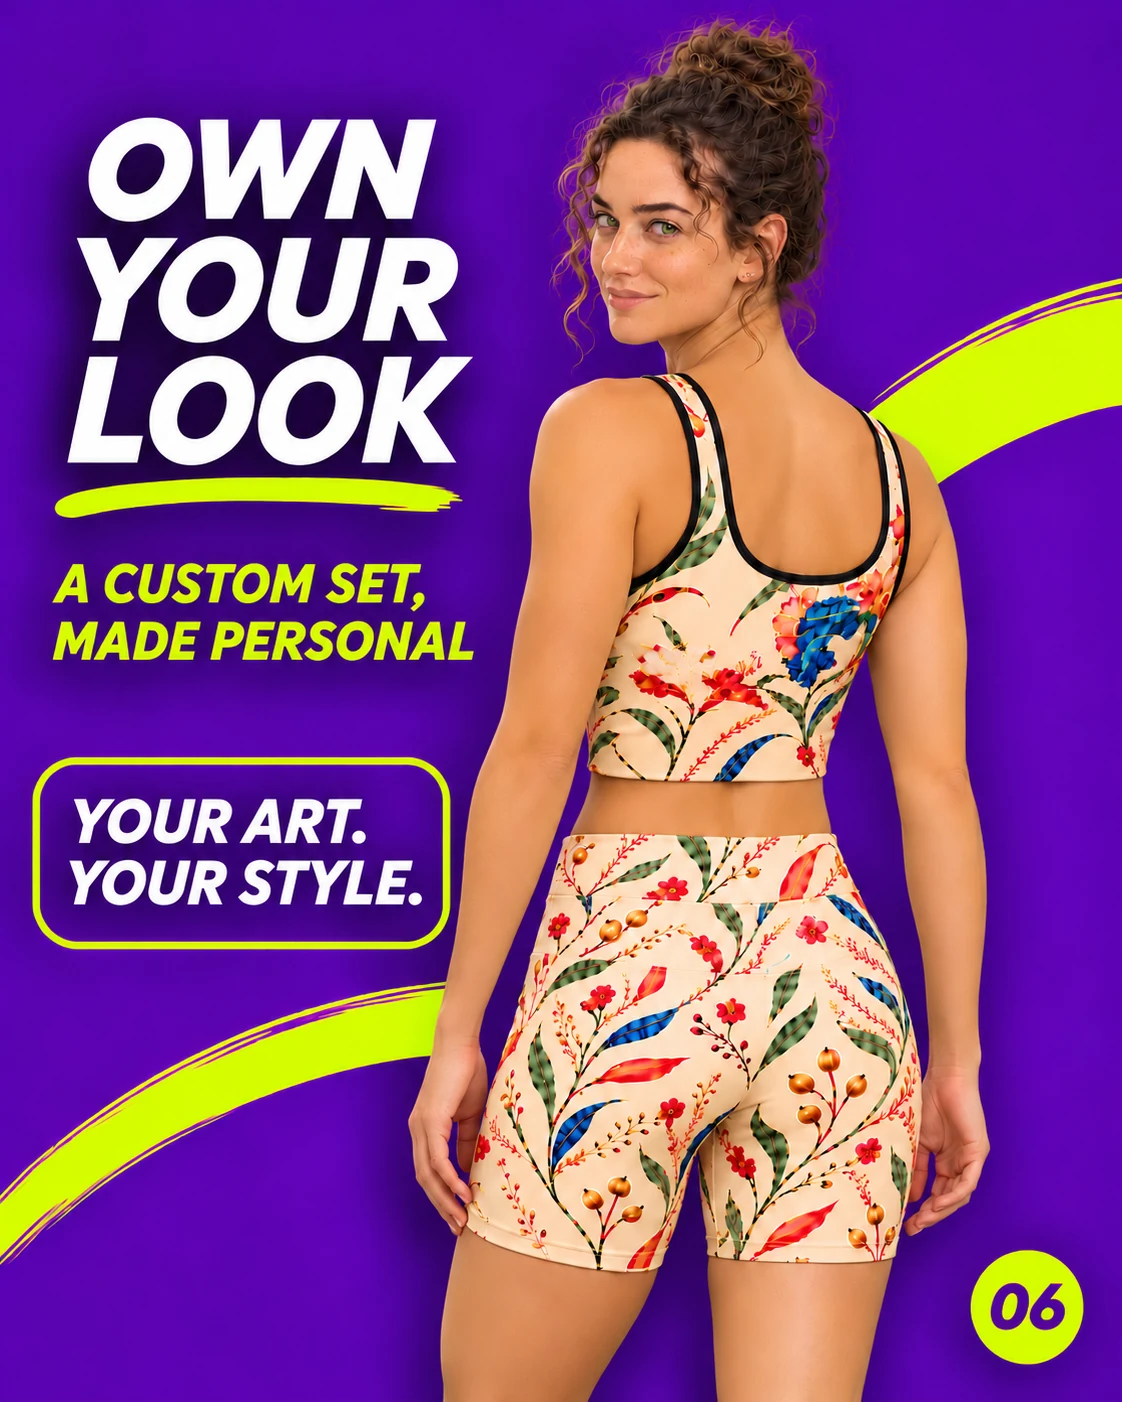 OWN
YOUR
LOOK
A CUSTOM SET,
MADE PERSONAL
YOUR ART.
YOUR STYLE.
06